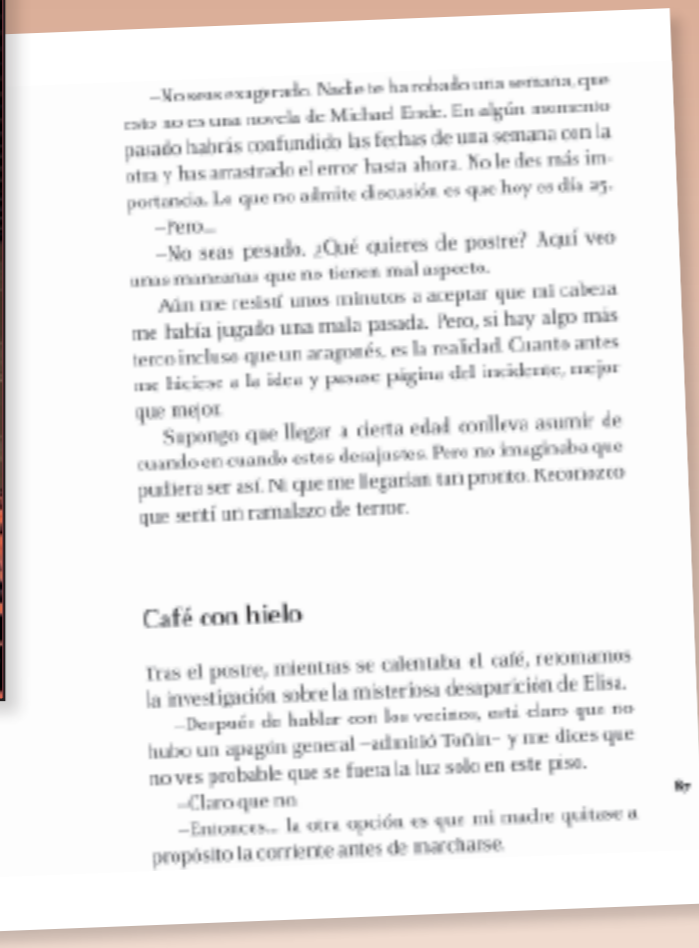 –No seas exagerado. Nadie te ha robado una semana, que
esto no es una novela de Michael Ende. En algún momento
pasado habrás confundido las fechas de una semana con la
otra y has arrastrado el error hasta ahora. No le des más im-
portancia. Lo que no admite discusión es que hoy es día 25.
–Pero...
–No seas pesado. ¿Qué quieres de postre? Aquí veo
unas manzanas que no tienen mal aspecto.
Aún me resistí unos minutos a aceptar que mi cabeza
me había jugado una mala pasada. Pero, si hay algo más
terco incluso que un aragonés, es la realidad. Cuanto antes
me hiciese a la idea y pasase página del incidente, mejor
que mejor.
Supongo que llegar a cierta edad conlleva asumir de
cuando en cuando estos desajustes. Pero no imaginaba que
pudiera ser así. Ni que me llegarían tan pronto. Reconozco
que sentí un ramalazo de terror.
Café con hielo
Tras el postre, mientras se calentaba el café, retomamos
la investigación sobre la misteriosa desaparición de Elisa.
–Después de hablar con los vecinos, está claro que no
hubo un apagón general –admitió Toñín– y me dices que
no ves probable que se fuera la luz solo en este piso.
–Claro que no.
–Entonces... la otra opción es que mi madre quitase a
propósito la corriente antes de marcharse.
87